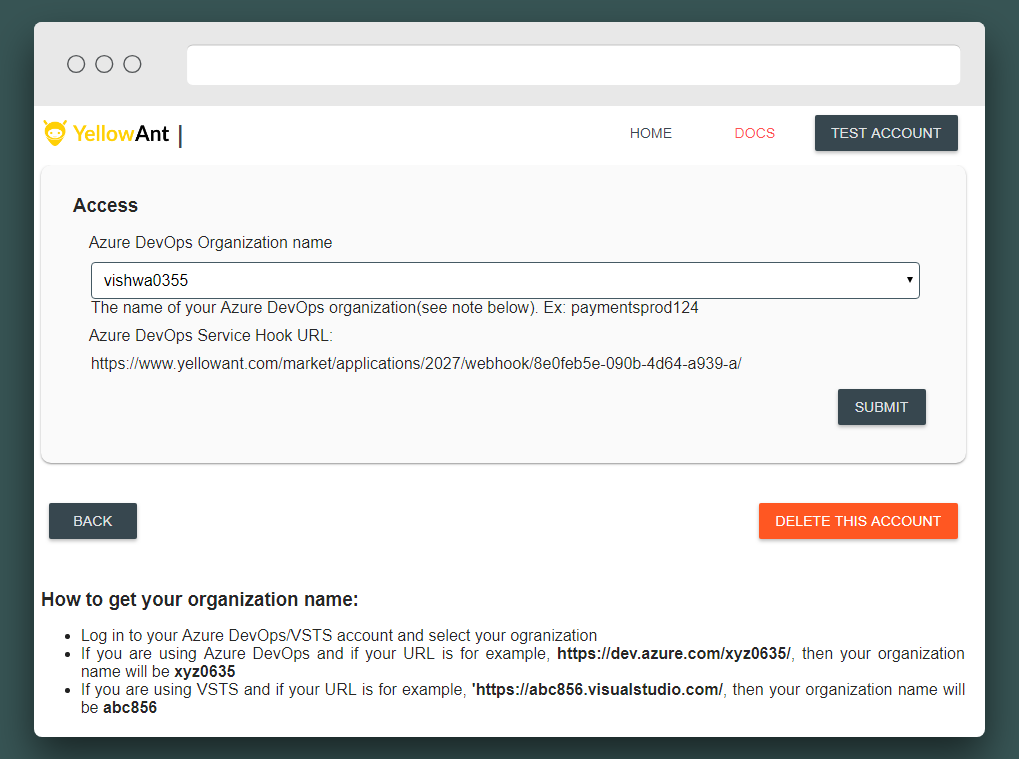 YellowAnt |
HOME DOCS TEST ACCOUNT
Access
Azure DevOps Organization name
vishwa0355
The name of your Azure DevOps organization(see note below). Ex: paymentsprod124
Azure DevOps Service Hook URL:
https://www.yellowant.com/market/applications/2027/webhook/8e0feb5e-090b-4d64-a939-a/
SUBMIT
BACK DELETE THIS ACCOUNT
How to get your organization name:
• Log in to your Azure DevOps/VSTS account and select your ogranization
• If you are using Azure DevOps and if your URL is for example, https://dev.azure.com/xyz0635/, then your organization
name will be xyz0635
• If you are using VSTS and if your URL is for example, 'https://abc856.visualstudio.com/, then your organization name will
be abc856